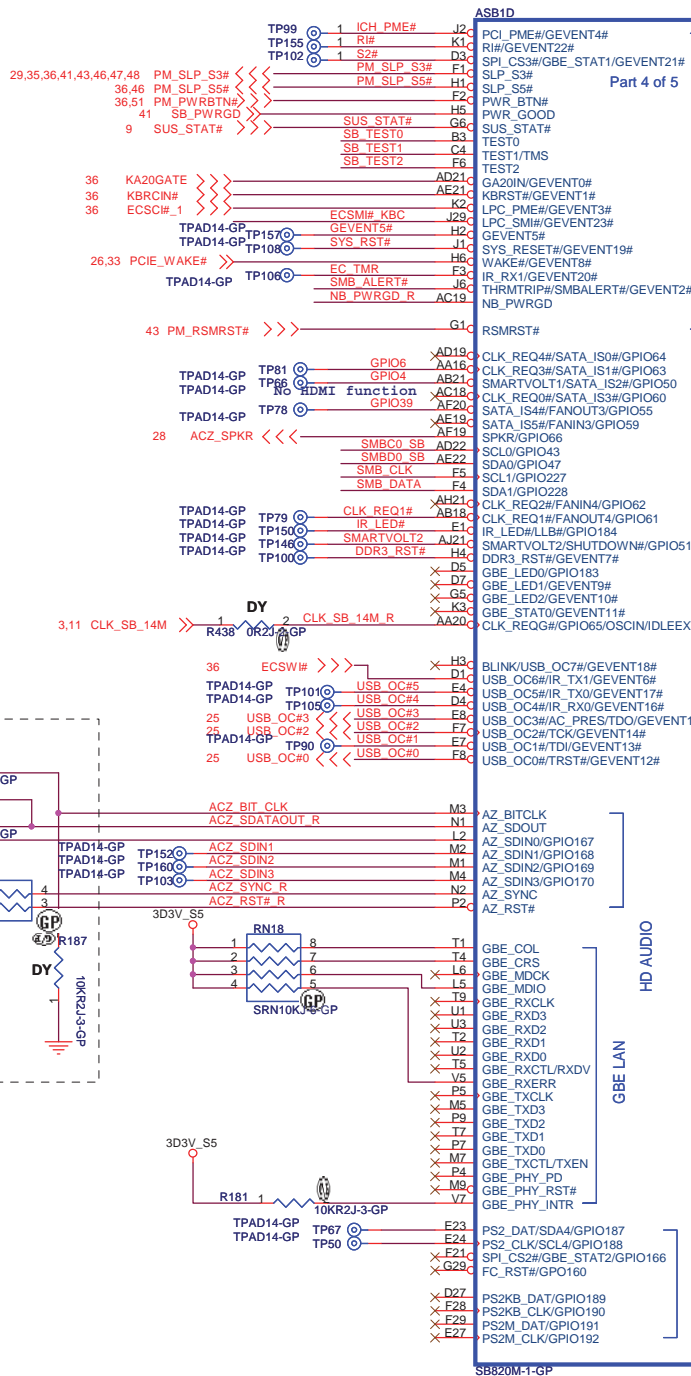 ASB1D
Part 4 of 5
TP99 1 ICH_PME# J2 PCI_PME#/GEVENT4#
TP155 1 RI# K1 RI#/GEVENT22#
TP102 1 S2# D3 SPI_CS3#/GBE_STAT1/GEVENT21#
29,35,36,41,43,46,47,48 PM_SLP_S3# PM_SLP_S3# F1 SLP_S3#
36,46 PM_SLP_S5# PM_SLP_S5# H1 SLP_S5#
36,51 PM_PWRBTN# F2 PWR_BTN#
41 SB_PWRGD H5 PWR_GOOD
9 SUS_STAT# SUS_STAT# G6 SUS_STAT#
SB_TEST0 B3 TEST0
SB_TEST1 C4 TEST1/TMS
SB_TEST2 F6 TEST2
36 KA20GATE AD21 GA20IN/GEVENT0#
36 KBRCIN# AE21 KBRST#/GEVENT1#
36 ECSCI#_1 K2 LPC_PME#/GEVENT3#
ECSMI#_KBC J29 LPC_SMI#/GEVENT23#
TPAD14-GP TP157 GEVENT5# H2 GEVENT5#
TPAD14-GP TP108 SYS_RST# J1 SYS_RESET#/GEVENT19#
26,33 PCIE_WAKE# H6 WAKE#/GEVENT8#
TPAD14-GP TP106 EC_TMR F3 IR_RX1/GEVENT20#
SMB_ALERT# J6 THRMTRIP#/SMBALERT#/GEVENT2#
NB_PWRGD_R AC19 NB_PWRGD
43 PM_RSMRST# G1 RSMRST#
AD19 CLK_REQ4#/SATA_IS0#/GPIO64
TPAD14-GP TP81 GPIO6 AA16 CLK_REQ3#/SATA_IS1#/GPIO63
TPAD14-GP TP66 GPIO4 AB21 SMARTVOLT1/SATA_IS2#/GPIO50
No HDMI function AC18 CLK_REQ0#/SATA_IS3#/GPIO60
TPAD14-GP TP78 GPIO39 AF20 SATA_IS4#/FANOUT3/GPIO55
AE19 SATA_IS5#/FANIN3/GPIO59
28 ACZ_SPKR AF19 SPKR/GPIO66
SMBC0_SB AD22 SCL0/GPIO43
SMBD0_SB AE22 SDA0/GPIO47
SMB_CLK F5 SCL1/GPIO227
SMB_DATA F4 SDA1/GPIO228
AH21 CLK_REQ2#/FANIN4/GPIO62
TPAD14-GP TP79 CLK_REQ1# AB18 CLK_REQ1#/FANOUT4/GPIO61
TPAD14-GP TP150 IR_LED# E1 IR_LED#/LLB#/GPIO184
TPAD14-GP TP146 SMARTVOLT2 AJ21 SMARTVOLT2/SHUTDOWN#/GPIO51
TPAD14-GP TP100 DDR3_RST# H4 DDR3_RST#/GEVENT7#
D5 GBE_LED0/GPIO183
D7 GBE_LED1/GEVENT9#
G5 GBE_LED2/GEVENT10#
K3 GBE_STAT0/GEVENT11#
3,11 CLK_SB_14M 1 DY 2 CLK_SB_14M_R AA20 CLK_REQG#/GPIO65/OSCIN/IDLEEX
R438
H3 BLINK/USB_OC7#/GEVENT18#
36 ECSWI# D1 USB_OC6#/IR_TX1/GEVENT6#
TPAD14-GP TP101 USB_OC#5 E4 USB_OC5#/IR_TX0/GEVENT17#
TPAD14-GP TP105 USB_OC#4 D4 USB_OC4#/IR_RX0/GEVENT16#
25 USB_OC#3 USB_OC#3 E8 USB_OC3#/AC_PRES/TDO/GEVENT1
25 USB_OC#2 USB_OC#2 F7 USB_OC2#/TCK/GEVENT14#
TPAD14-GP TP90 USB_OC#1 E7 USB_OC1#/TDI/GEVENT13#
25 USB_OC#0 USB_OC#0 F8 USB_OC0#/TRST#/GEVENT12#
GP
ACZ_BIT_CLK M3 AZ_BITCLK
ACZ_SDATAOUT_R N1 AZ_SDOUT
GP L2 AZ_SDIN0/GPIO167
TPAD14-GP TP152 ACZ_SDIN1 M2 AZ_SDIN1/GPIO168
TPAD14-GP TP160 ACZ_SDIN2 M1 AZ_SDIN2/GPIO169
TPAD14-GP TP103 ACZ_SDIN3 M4 AZ_SDIN3/GPIO170
4 ACZ_SYNC_R N2 AZ_SYNC
3 ACZ_RST#_R P2 AZ_RST#
HD AUDIO
GP
R187
DY
1
10KR2J-3-GP
3D3V_S5
RN18
1 8 T1 GBE_COL
2 7 T4 GBE_CRS
3 6 L6 GBE_MDCK
4 5 L5 GBE_MDIO
GP
T9 GBE_RXCLK
U1 GBE_RXD3
U3 GBE_RXD2
T2 GBE_RXD1
U2 GBE_RXD0
T5 GBE_RXCTL/RXDV
V5 GBE_RXERR
P5 GBE_TXCLK
M5 GBE_TXD3
P9 GBE_TXD2
T7 GBE_TXD1
P7 GBE_TXD0
M7 GBE_TXCTL/TXEN
P4 GBE_PHY_PD
M9 GBE_PHY_RST#
V7 GBE_PHY_INTR
GBE LAN
3D3V_S5
R181 1 2
10KR2J-3-GP
TPAD14-GP TP67 E23 PS2_DAT/SDA4/GPIO187
TPAD14-GP TP50 E24 PS2_CLK/SCL4/GPIO188
F21 SPI_CS2#/GBE_STAT2/GPIO166
G29 FC_RST#/GPO160
D27 PS2KB_DAT/GPIO189
F28 PS2KB_CLK/GPIO190
F29 PS2M_DAT/GPIO191
E27 PS2M_CLK/GPIO192
SB820M-1-GP